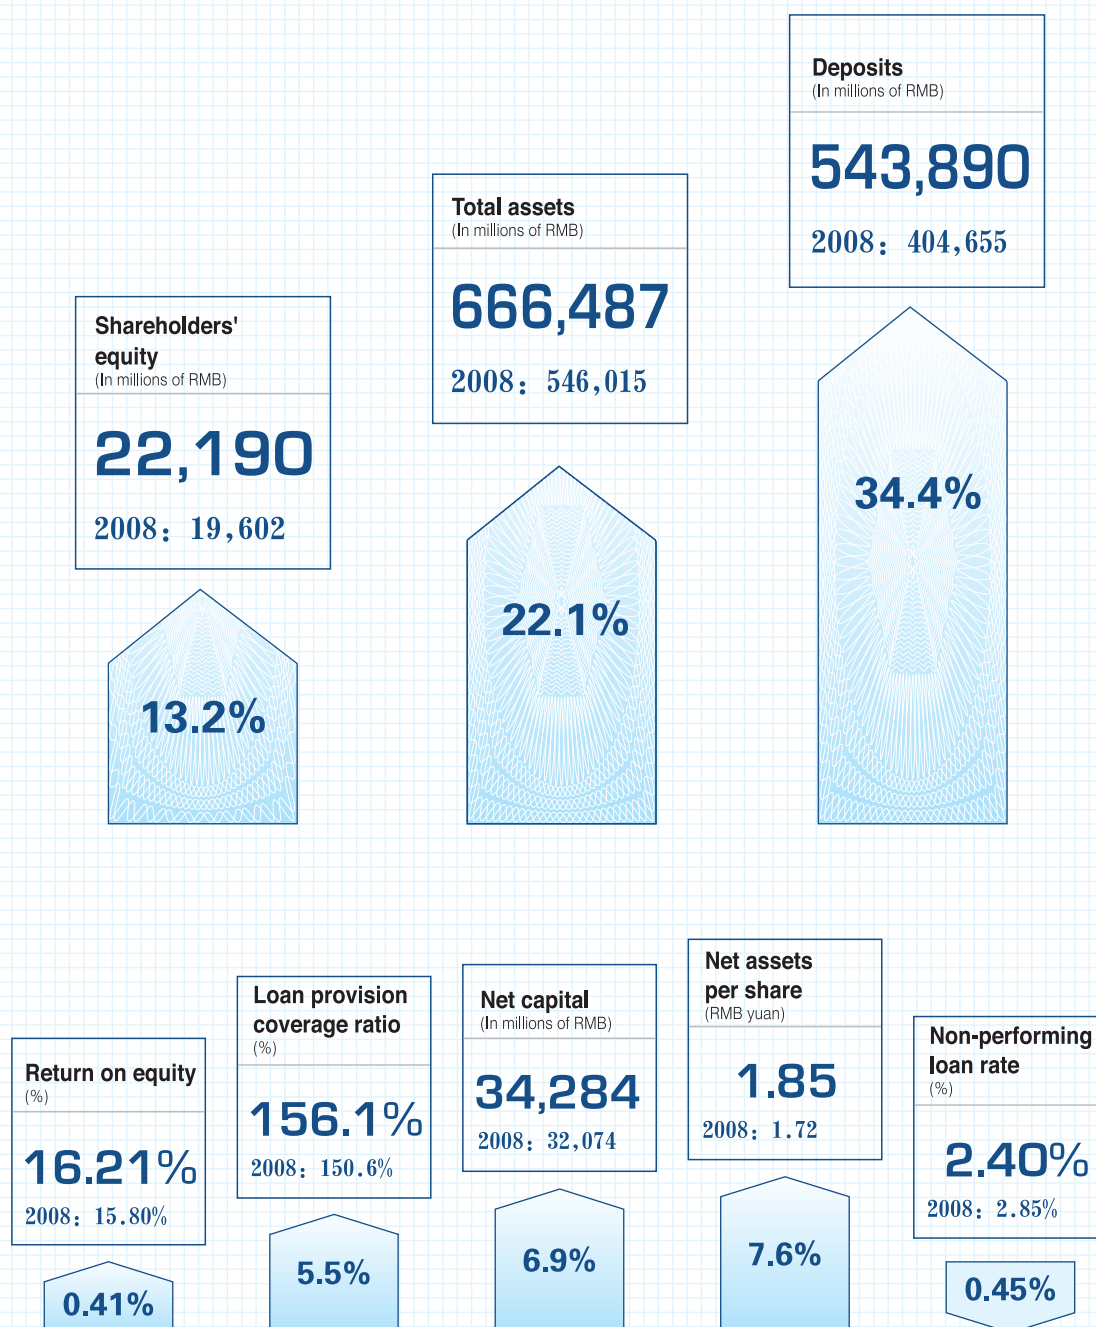 Deposits
(In millions of RMB)
543,890
2008: 404,655
Total assets
(In millions of RMB)
666,487
2008: 546,015
Shareholders'
equity
(In millions of RMB)
22,190
2008: 19,602
34.4%
22.1%
13.2%
Net assets
per share
(RMB yuan)
1.85
2008: 1.72
Net capital
(In millions of RMB)
34,284
2008: 32,074
Loan provision
coverage ratio
(%)
156.1%
2008: 150.6%
Non-performing
loan rate
(%)
2.40%
2008: 2.85%
Return on equity
(%)
16.21%
2008: 15.80%
7.6%
6.9%
5.5%
0.45%
0.41%